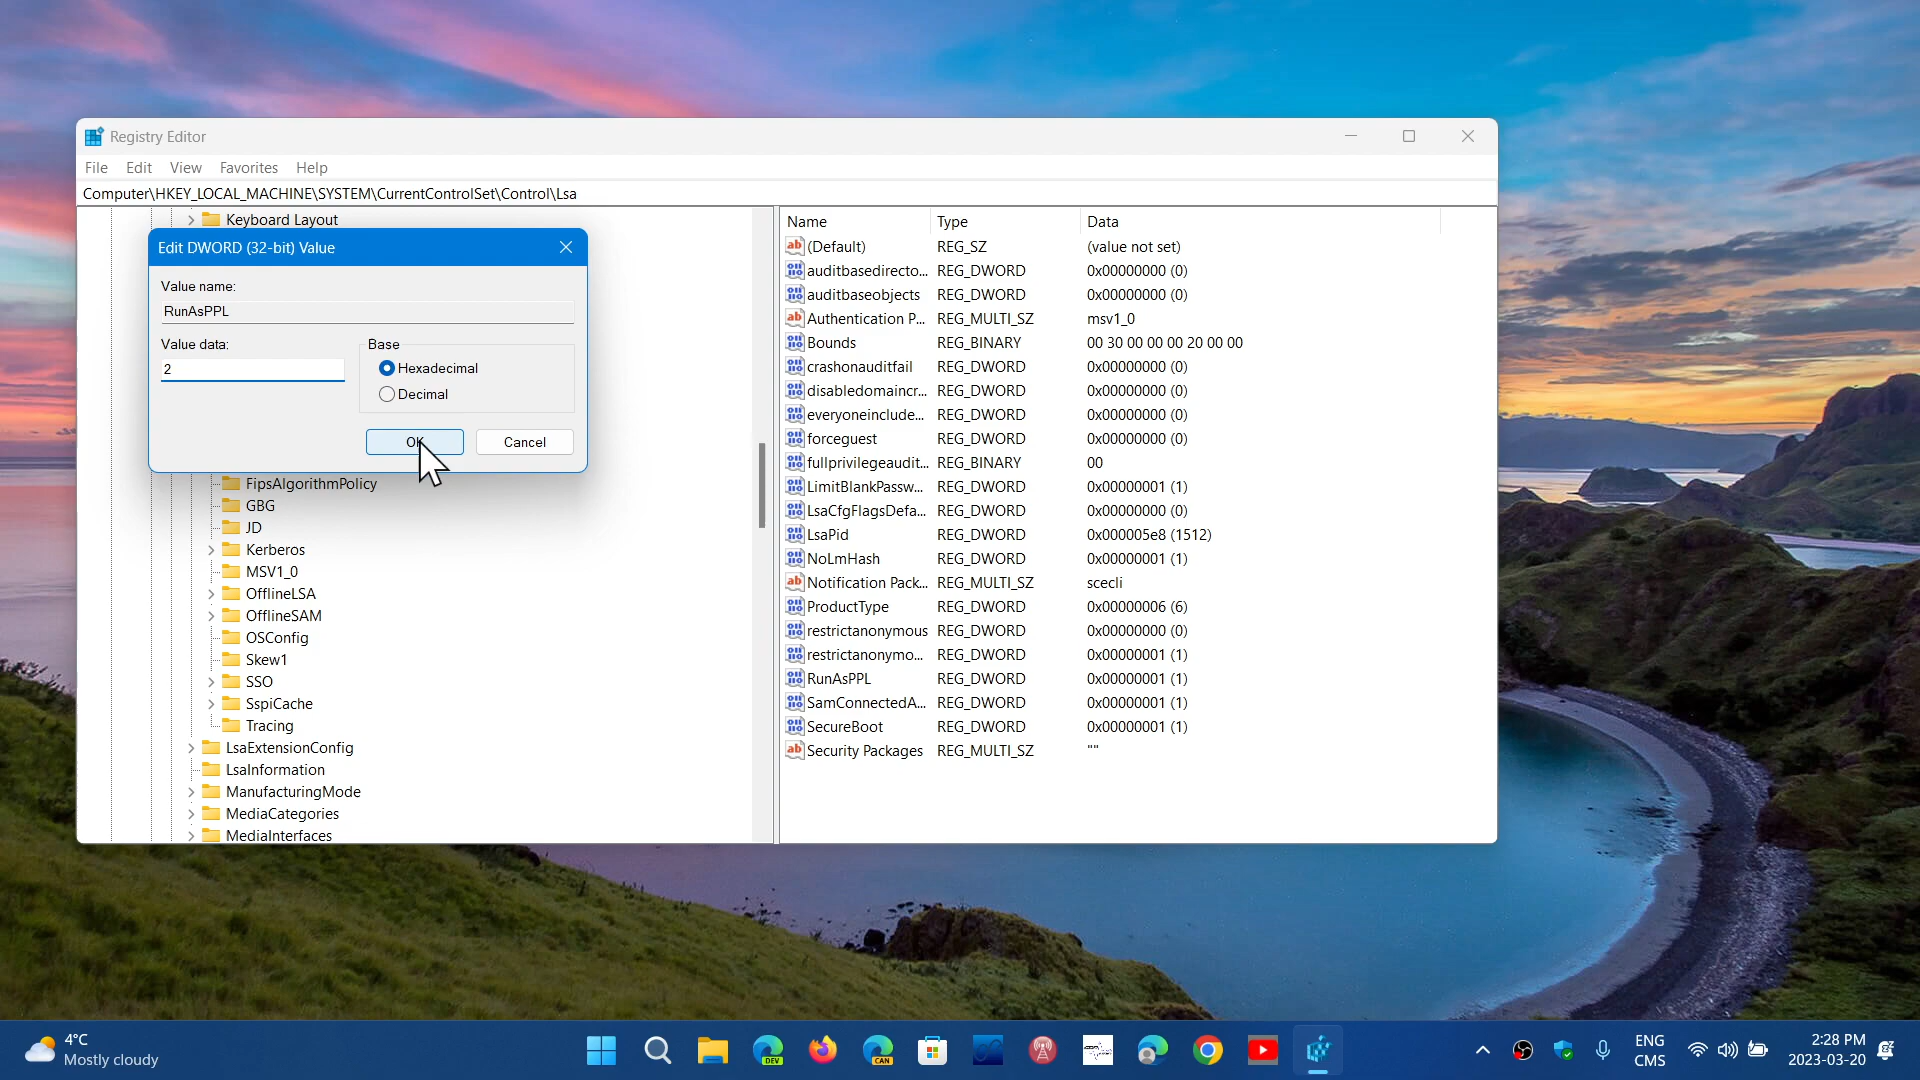 Registry Editor
File Edit View Favorites Help
Computer\HKEY_LOCAL_MACHINE\SYSTEM\CurrentControlSet\Control\Lsa
Keyboard Layout
Edit DWORD (32-bit) Value
Value name:
RunAsPPL
Value data:
Base
2
Hexadecimal
Decimal
OK
Cancel
FipsAlgorithmPolicy
GBG
JD
Kerberos
MSV1_0
OfflineLSA
OfflineSAM
OSConfig
Skew1
SSO
SspiCache
Tracing
LsaExtensionConfig
LsaInformation
ManufacturingMode
MediaCategories
MediaInterfaces
Name Type Data
(Default) REG_SZ (value not set)
auditbasedirecto... REG_DWORD 0x00000000 (0)
auditbaseobjects REG_DWORD 0x00000000 (0)
Authentication P... REG_MULTI_SZ msv1_0
Bounds REG_BINARY 00 30 00 00 00 20 00 00
crashonauditfail REG_DWORD 0x00000000 (0)
disabledomaincr... REG_DWORD 0x00000000 (0)
everyoneinclude... REG_DWORD 0x00000000 (0)
forceguest REG_DWORD 0x00000000 (0)
fullprivilegeaudit... REG_BINARY 00
LimitBlankPassw... REG_DWORD 0x00000001 (1)
LsaCfgFlagsDefa... REG_DWORD 0x00000000 (0)
LsaPid REG_DWORD 0x000005e8 (1512)
NoLmHash REG_DWORD 0x00000001 (1)
Notification Pack... REG_MULTI_SZ scecli
ProductType REG_DWORD 0x00000006 (6)
restrictanonymous REG_DWORD 0x00000000 (0)
restrictanonymo... REG_DWORD 0x00000001 (1)
RunAsPPL REG_DWORD 0x00000001 (1)
SamConnectedA... REG_DWORD 0x00000001 (1)
SecureBoot REG_DWORD 0x00000001 (1)
Security Packages REG_MULTI_SZ ""
4°C
Mostly cloudy
DEV
CAN
ENG
CMS
2:28 PM
2023-03-20